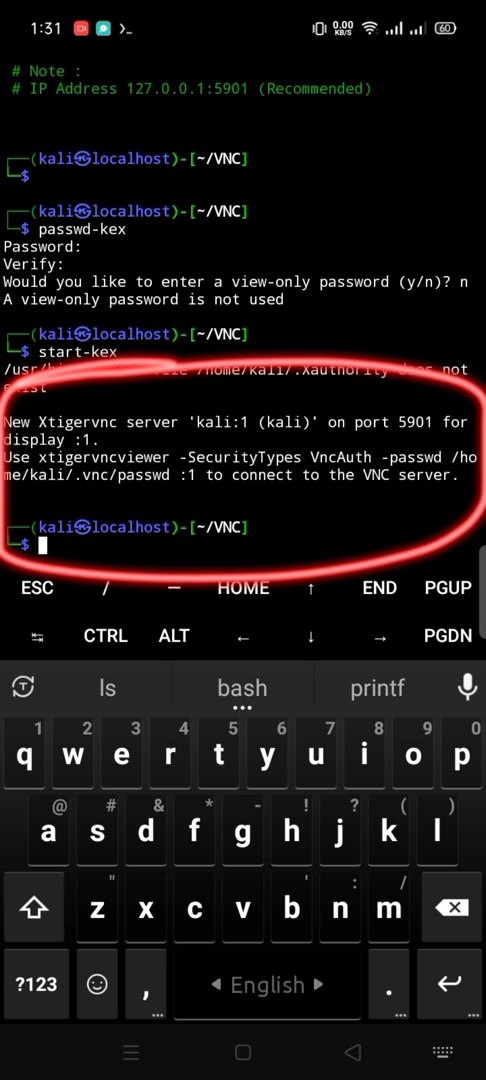 1:31
0.00
KB/S
60
# Note :
# IP Address 127.0.0.1:5901 (Recommended)
┌──(kali㉿localhost)-[~/VNC]
└─$
┌──(kali㉿localhost)-[~/VNC]
└─$ passwd-kex
Password:
Verify:
Would you like to enter a view-only password (y/n)? n
A view-only password is not used
┌──(kali㉿localhost)-[~/VNC]
└─$ start-kex
file /home/kali/.Xauthority does not
exist
New Xtigervnc server 'kali:1 (kali)' on port 5901 for
display :1.
Use xtigervncviewer -SecurityTypes VncAuth -passwd /ho
me/kali/.vnc/passwd :1 to connect to the VNC server.
┌──(kali㉿localhost)-[~/VNC]
└─$
ESC / — HOME ↑ END PGUP
↹ CTRL ALT ← ↓ → PGDN
T ls bash printf
1 2 3 4 5 6 7 8 9 0
q w e r t y u i o p
@ # & * - ! ? ( )
a s d f g h j k l
" ' : /
z x c v b n m
?123 , English .